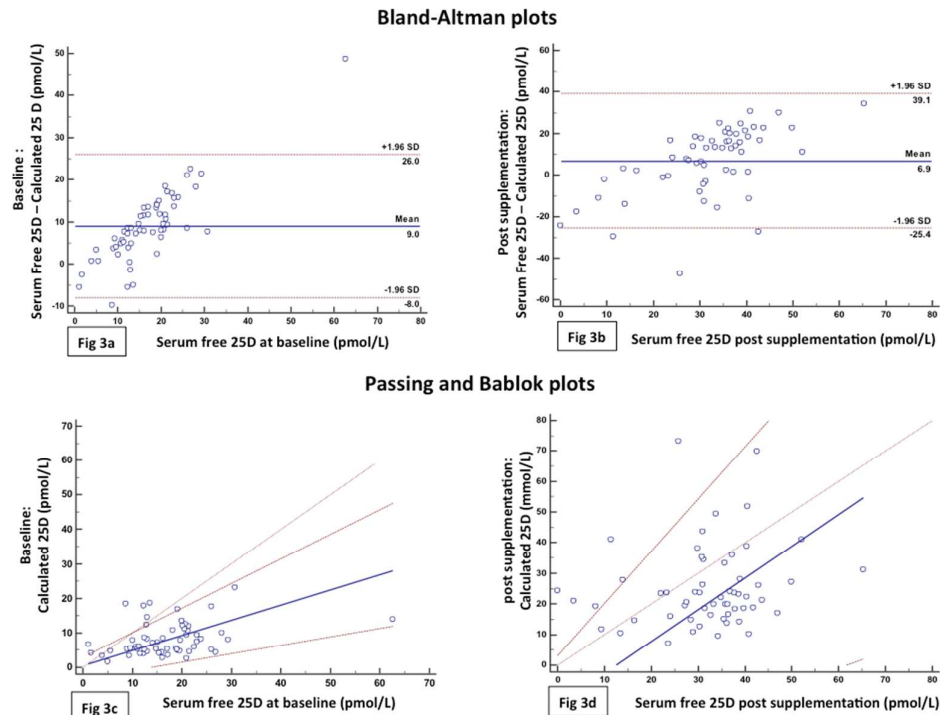 Bland-Altman plots
Baseline :
Serum Free 25D – Calculated 25 D (pmol/L)
50
40
30
20
10
0
-10
+1.96 SD
26.0
Mean
9.0
-1.96 SD
-8.0
0 10 20 30 40 50 60 70 80
Fig 3a
Serum free 25D at baseline (pmol/L)
Post supplementation:
Serum Free 25D – Calculated 25D (pmol/L)
60
40
20
0
-20
-40
-60
+1.96 SD
39.1
Mean
6.9
-1.96 SD
-25.4
0 10 20 30 40 50 60 70 80
Fig 3b
Serum free 25D post supplementation (pmol/L)
Passing and Bablok plots
Baseline:
Calculated 25D (pmol/L)
70
60
50
40
30
20
10
0
0 10 20 30 40 50 60 70
Fig 3c
Serum free 25D at baseline (pmol/L)
post supplementation:
Calculated 25D (mmol/L)
80
70
60
50
40
30
20
10
0
0 10 20 30 40 50 60 70 80
Fig 3d
Serum free 25D post supplementation (pmol/L)